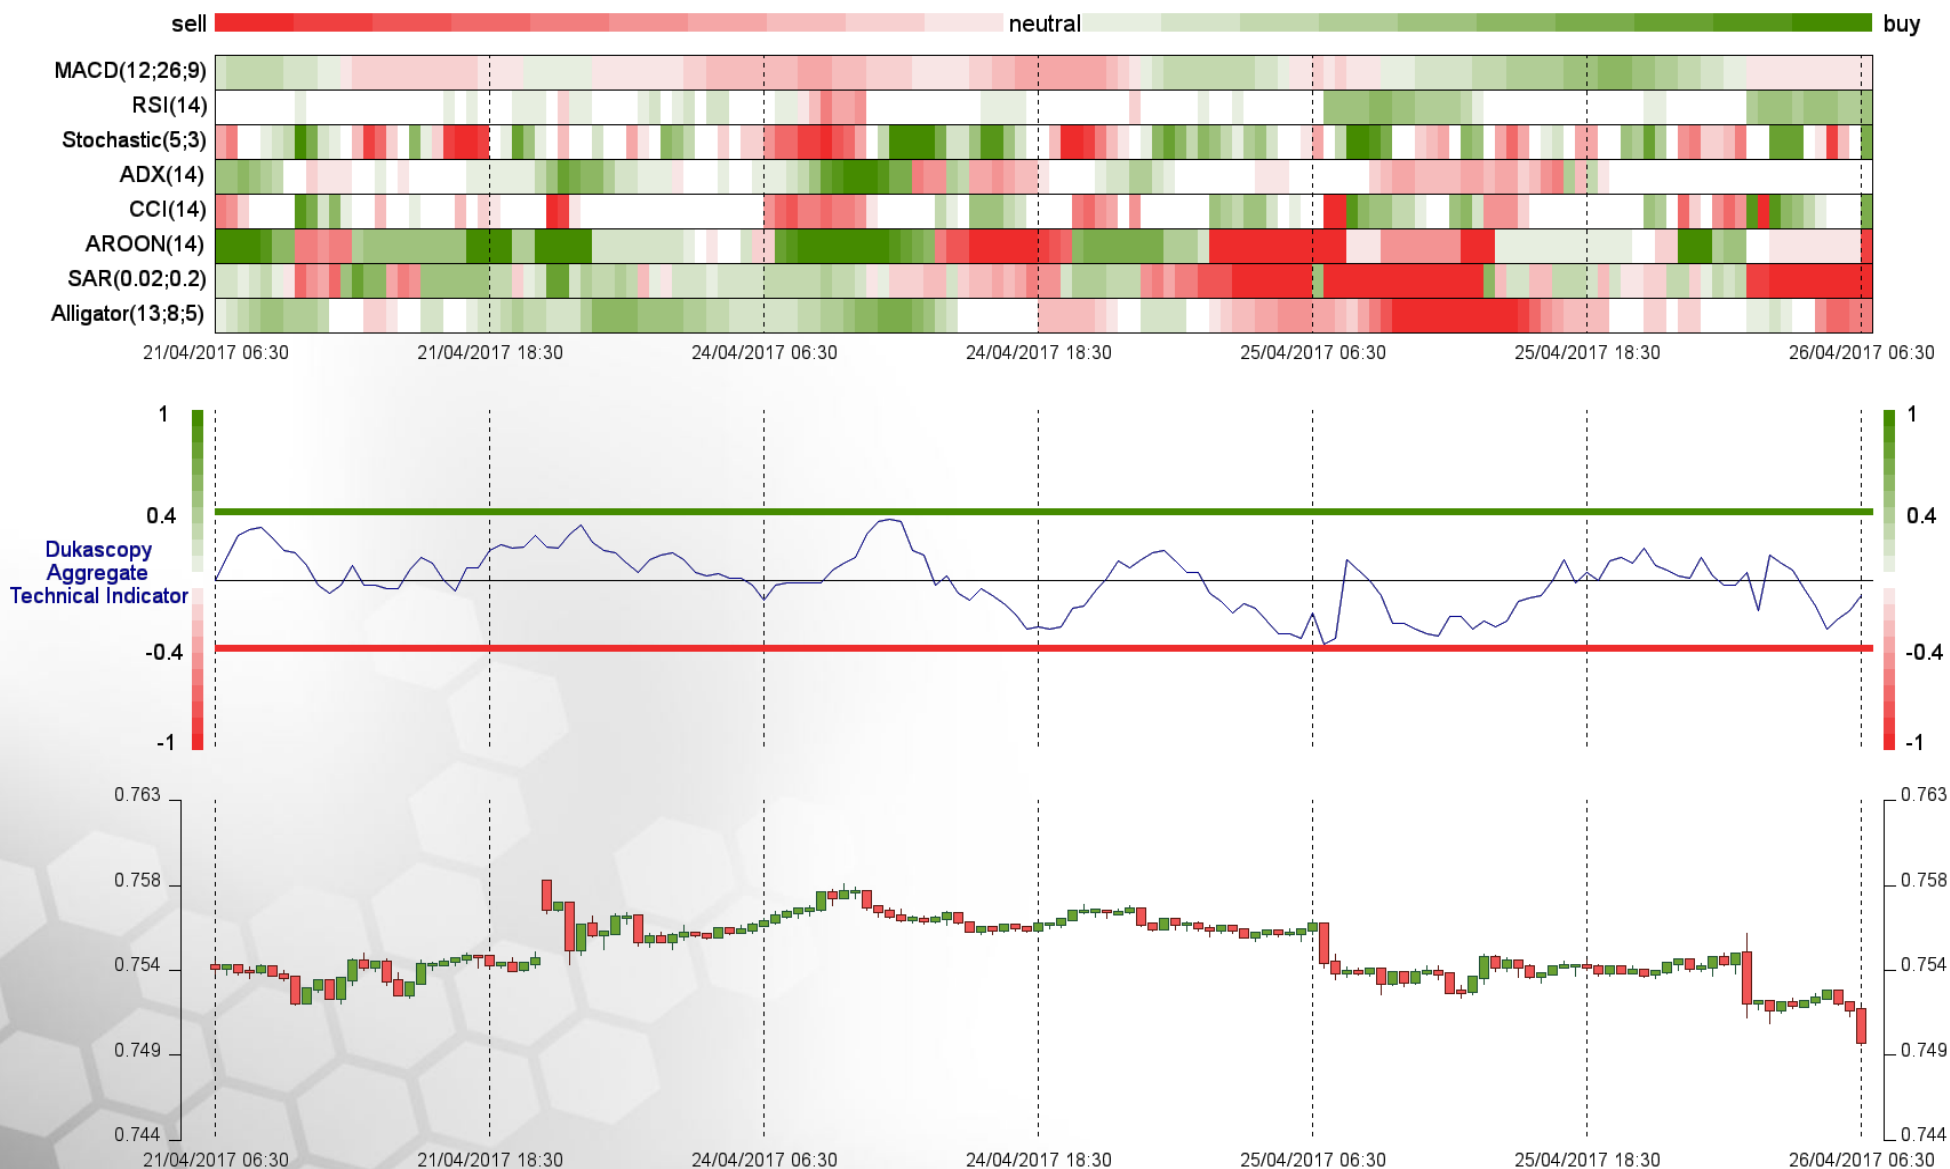 sell neutral buy
MACD(12;26;9)
RSI(14)
Stochastic(5;3)
ADX(14)
CCI(14)
AROON(14)
SAR(0.02;0.2)
Alligator(13;8;5)
21/04/2017 06:30 21/04/2017 18:30 24/04/2017 06:30 24/04/2017 18:30 25/04/2017 06:30 25/04/2017 18:30 26/04/2017 06:30
1 1
0.4 0.4
Dukascopy
Aggregate
Technical Indicator
-0.4 -0.4
-1 -1
0.763 0.763
0.758 0.758
0.754 0.754
0.749 0.749
0.744 0.744
21/04/2017 06:30 21/04/2017 18:30 24/04/2017 06:30 24/04/2017 18:30 25/04/2017 06:30 25/04/2017 18:30 26/04/2017 06:30